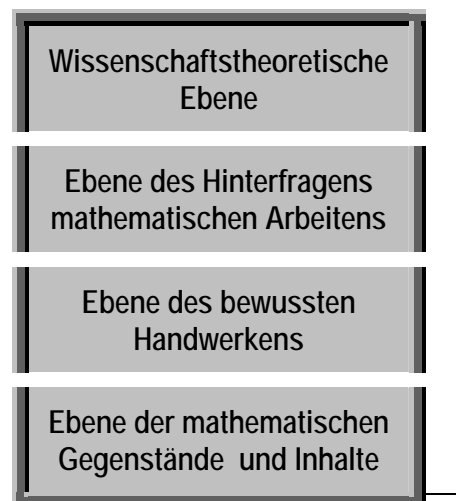 Wissenschaftstheoretische
Ebene
Ebene des Hinterfragens
mathematischen Arbeitens
Ebene des bewussten
Handwerkens
Ebene der mathematischen
Gegenstände und Inhalte